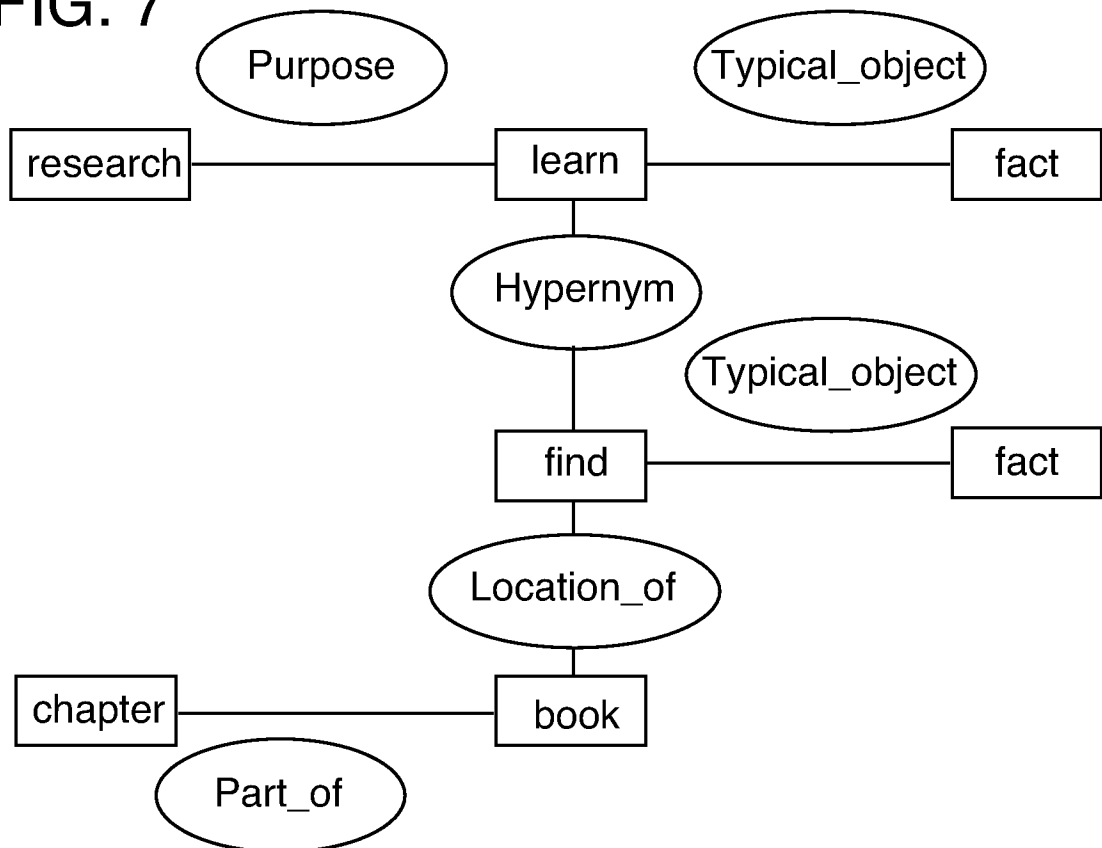 FIG. 7
Purpose
Typical_object
research
learn
fact
Hypernym
Typical_object
find
fact
Location_of
chapter
book
Part_of